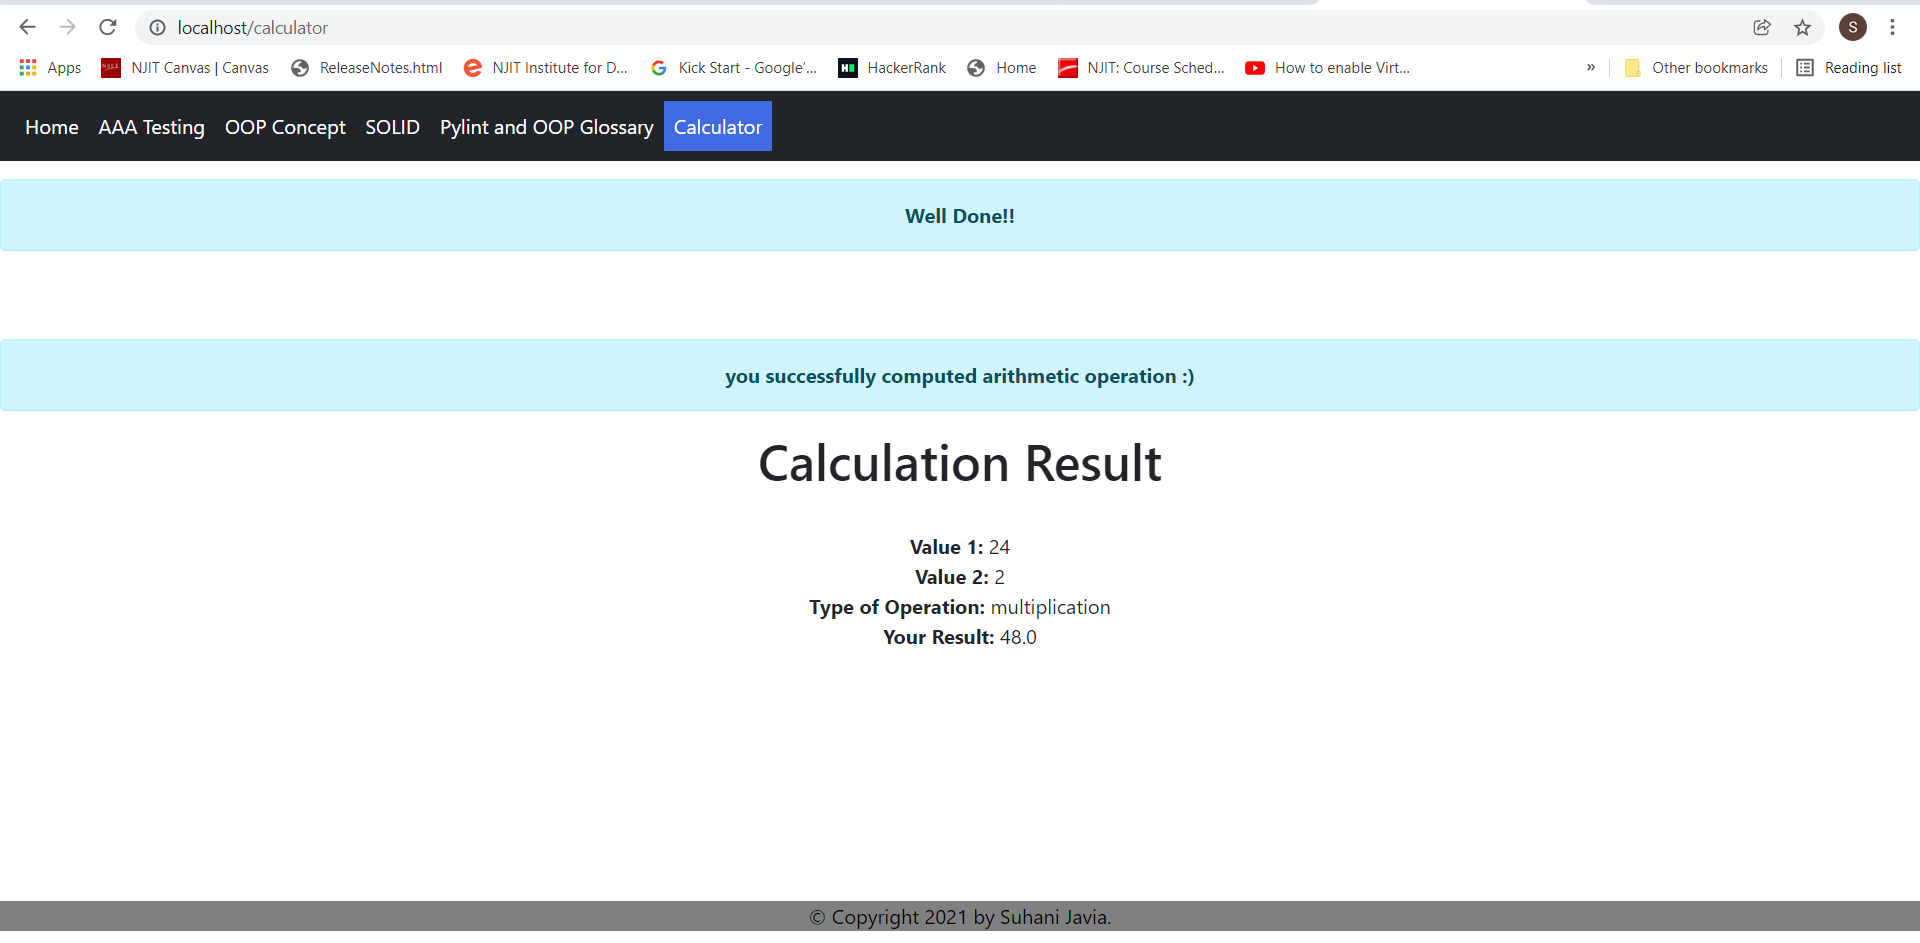 localhost/calculator
S
Apps NJIT Canvas | Canvas ReleaseNotes.html NJIT Institute for D... Kick Start - Google'... HackerRank Home NJIT: Course Sched... How to enable Virt... » Other bookmarks Reading list
Home AAA Testing OOP Concept SOLID Pylint and OOP Glossary Calculator
Well Done!!
you successfully computed arithmetic operation :)
Calculation Result
Value 1: 24
Value 2: 2
Type of Operation: multiplication
Your Result: 48.0
© Copyright 2021 by Suhani Javia.